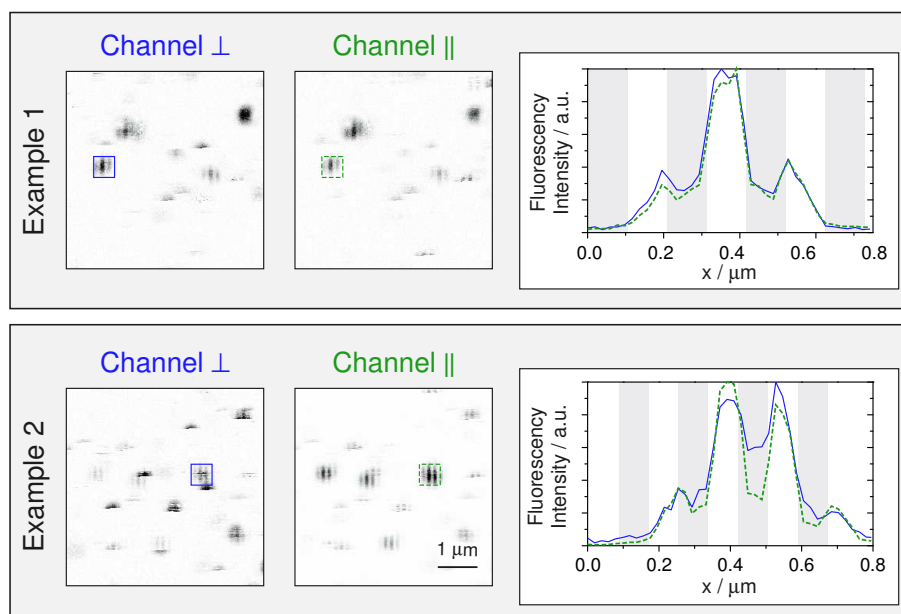 Example 1
Channel ⊥
Channel ||
Fluorescency
Intensity / a.u.
0.0 0.2 0.4 0.6 0.8
x / μm
Example 2
Channel ⊥
Channel ||
1 μm
Fluorescency
Intensity / a.u.
0.0 0.2 0.4 0.6 0.8
x / μm